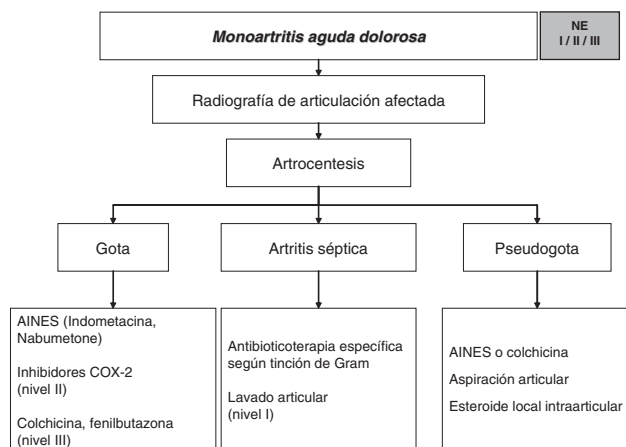 Monoartritis aguda dolorosa
NE
I / II / III
Radiografía de articulación afectada
Artrocentesis
Gota
Artritis séptica
Pseudogota
AINES (Indometacina,
Nabumetone)
Inhibidores COX-2
(nivel II)
Colchicina, fenilbutazona
(nivel III)
Antibioticoterapia específica
según tinción de Gram
Lavado articular
(nivel I)
AINES o colchicina
Aspiración articular
Esteroide local intraarticular